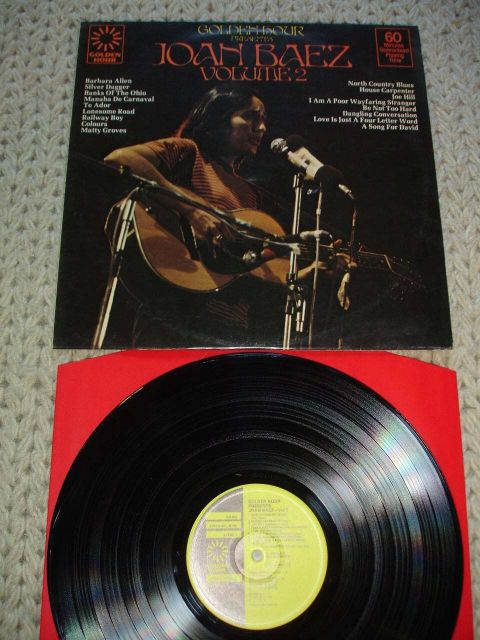 GOLDEN HOUR
PRESENTS
JOAN BAEZ
VOLUME 2
GOLDEN
HOUR
60
Minutes
Guaranteed
Playing
Time
Barbara Allen
Silver Dagger
Banks Of The Ohio
Manaha De Carnaval
Te Ador
Lonesome Road
Railway Boy
Colours
Matty Groves
North Country Blues
House Carpenter
Joe Hill
I Am A Poor Wayfaring Stranger
Be Not Too Hard
Dangling Conversation
Love Is Just A Four Letter Word
A Song For David
GOLDEN HOUR
PRESENTS